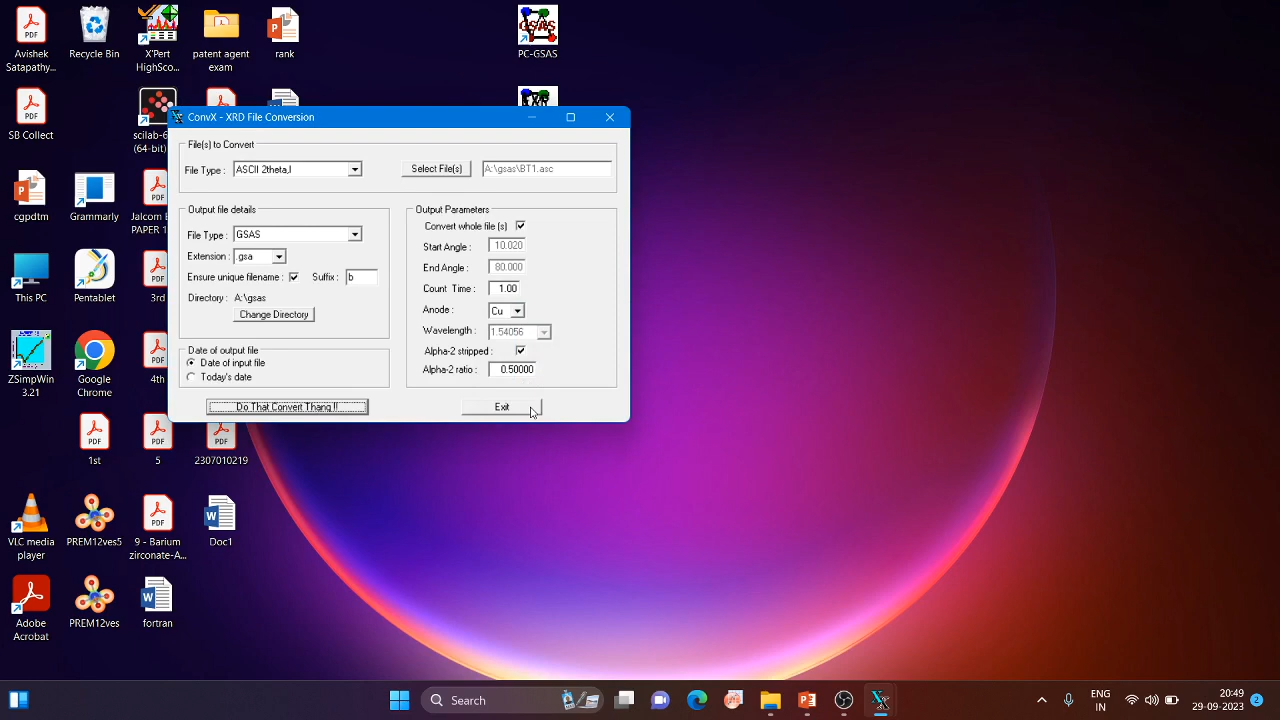 Avishek
Satapathy...
Recycle Bin
X'Pert
HighSco...
patent agent
exam
rank
PC-GSAS
SB Collect
scilab-6...
(64-bit)
cgpdtm
Grammarly
Jalcom B
PAPER 1
This PC
Pentablet
3rd
ZSimpWin
3.21
Google
Chrome
4th
1st
5
2307010219
VLC media
player
PREM12ves5
9 - Barium
zirconate-A...
Doc1
Adobe
Acrobat
PREM12ves
fortran
ConvX - XRD File Conversion
File(s) to Convert
File Type : ASCII 2theta,I
Select File(s)
A:\gsas\BT1.asc
Output file details
File Type : GSAS
Extension : .gsa
Ensure unique filename :
Suffix : b
Directory : A:\gsas
Change Directory
Date of output file
Date of input file
Today's date
Output Parameters
Convert whole file (s)
Start Angle : 10.020
End Angle : 80.000
Count Time : 1.00
Anode : Cu
Wavelength : 1.54056
Alpha-2 stripped :
Alpha-2 ratio : 0.50000
Do That Convert Thang !!
Exit
Search
ENG
IN
20:49
29-09-2023
2